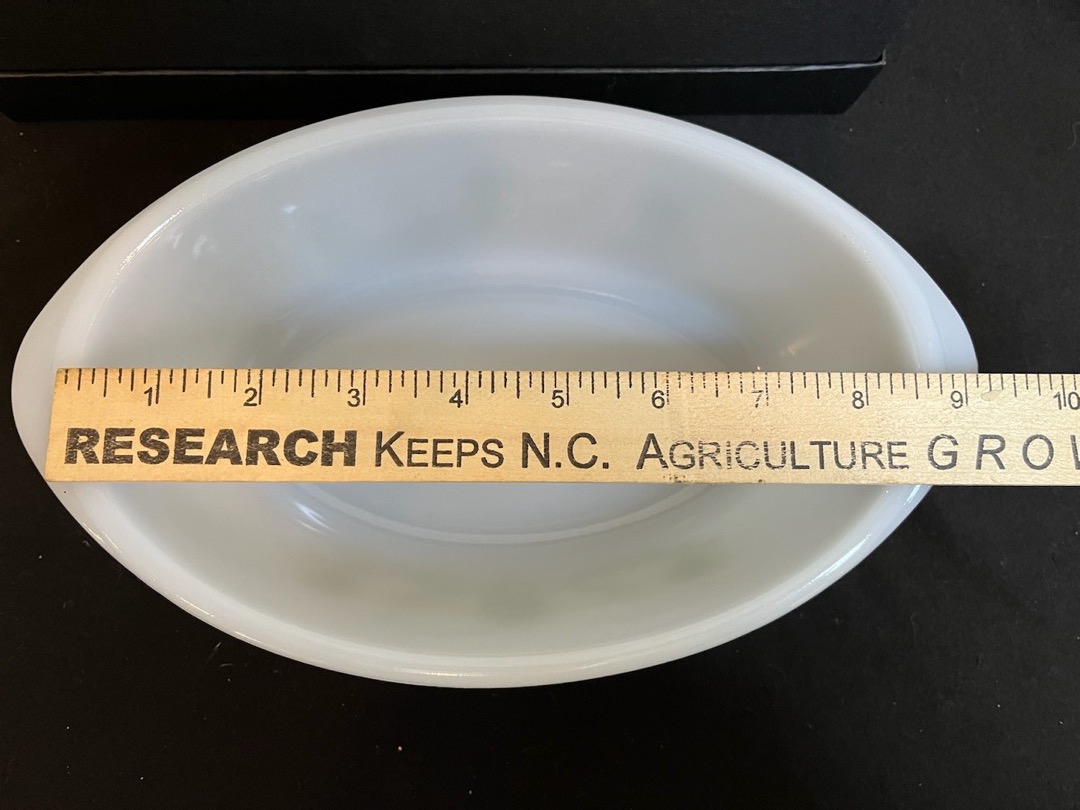 1 2 3 4 5 6 7 8 9 10
RESEARCH KEEPS N.C. AGRICULTURE GRO